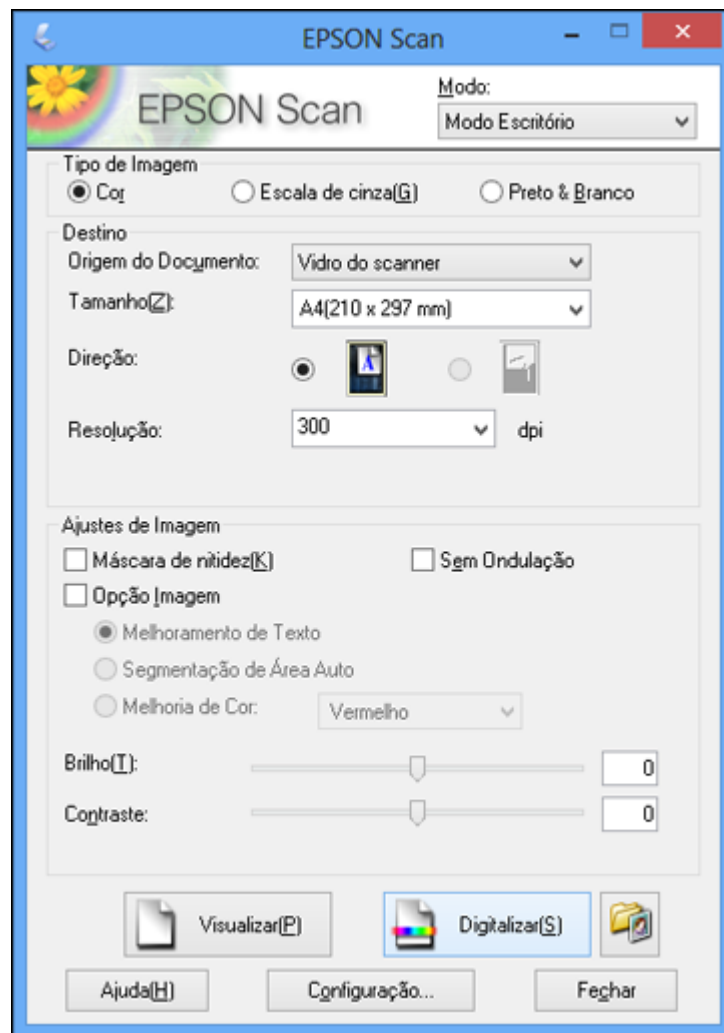 EPSON Scan
EPSON Scan
Modo:
Modo Escritório
Tipo de Imagem
Cor
Escala de cinza(G)
Preto & Branco
Destino
Origem do Documento:
Vidro do scanner
Tamanho(Z):
A4(210 x 297 mm)
Direção:
A
Resolução:
300
dpi
Ajustes de Imagem
Máscara de nitidez(K)
Sem Ondulação
Opção Imagem
Melhoramento de Texto
Segmentação de Área Auto
Melhoria de Cor:
Vermelho
Brilho(T):
0
Contraste:
0
Visualizar(P)
Digitalizar(S)
Ajuda(H)
Configuração...
Fechar